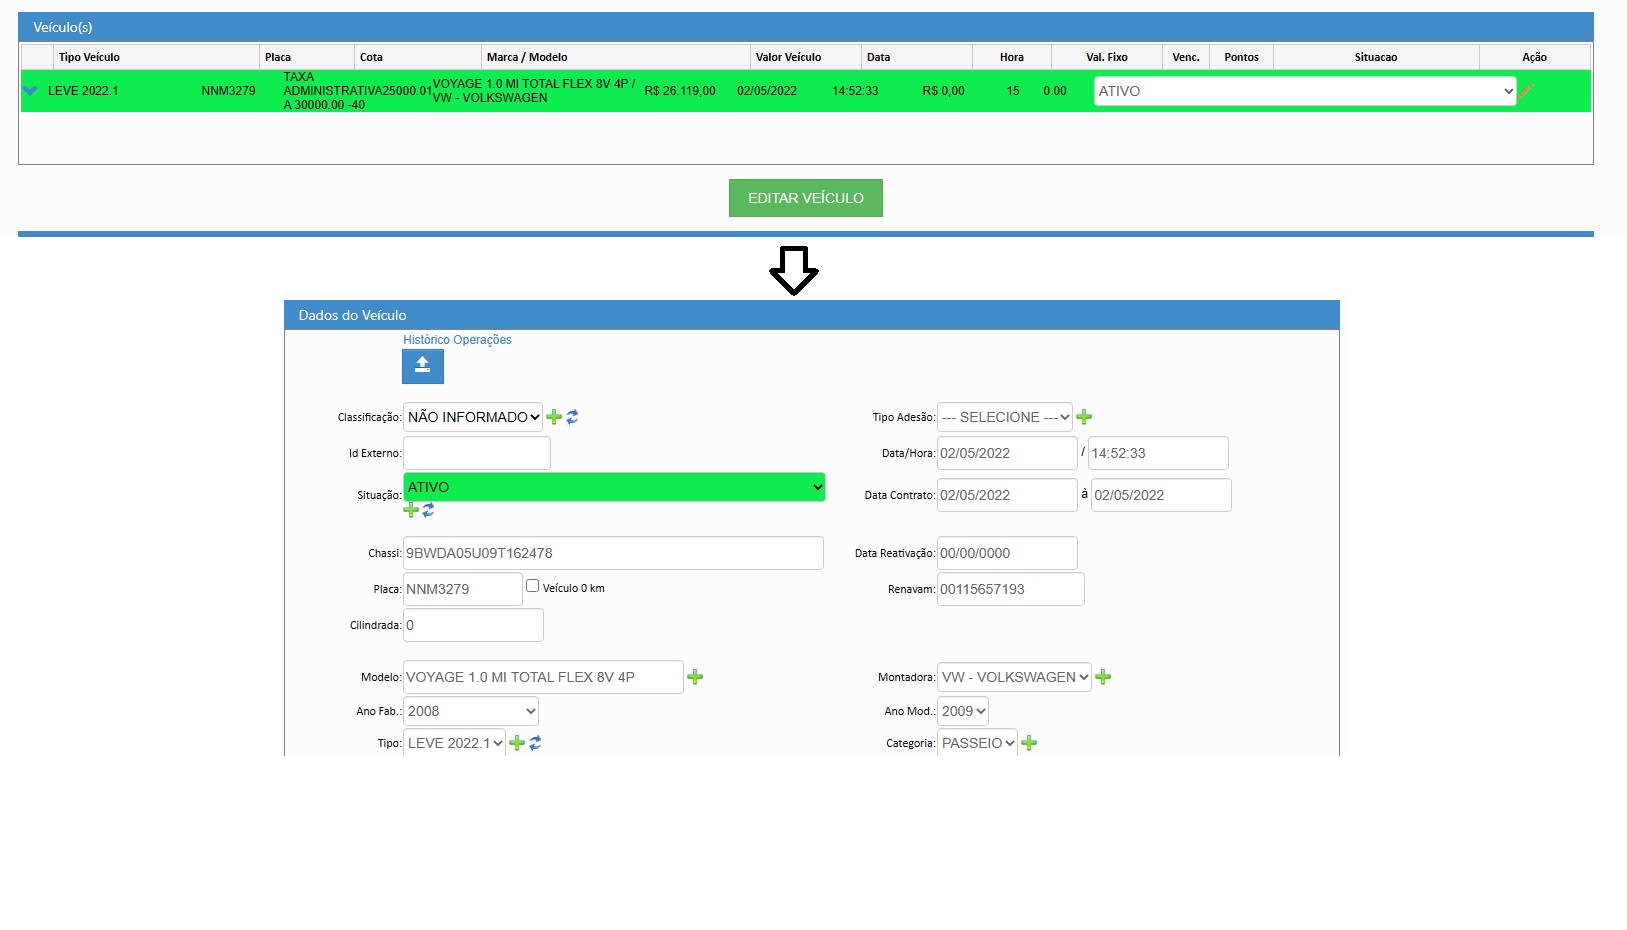 Veículo(s)
Tipo Veículo Placa Cota Marca / Modelo Valor Veículo Data Hora Val. Fixo Venc. Pontos Situacao Ação
LEVE 2022.1 NNM3279 TAXA ADMINISTRATIVA25000.01 A 30000.00 -40 VOYAGE 1.0 MI TOTAL FLEX 8V 4P / VW - VOLKSWAGEN R$ 26.119,00 02/05/2022 14:52:33 R$ 0,00 15 0.00 ATIVO
EDITAR VEÍCULO
Dados do Veículo
Histórico Operações
Classificação: NÃO INFORMADO Tipo Adesão: --- SELECIONE ---
Id Externo: Data/Hora: 02/05/2022 / 14:52:33
Situação: ATIVO Data Contrato: 02/05/2022 à 02/05/2022
Chassi: 9BWDA05U09T162478 Data Reativação: 00/00/0000
Placa: NNM3279 Veículo 0 km Renavam: 00115657193
Cilindrada: 0
Modelo: VOYAGE 1.0 MI TOTAL FLEX 8V 4P Montadora: VW - VOLKSWAGEN
Ano Fab.: 2008 Ano Mod.: 2009
Tipo: LEVE 2022.1 Categoria: PASSEIO